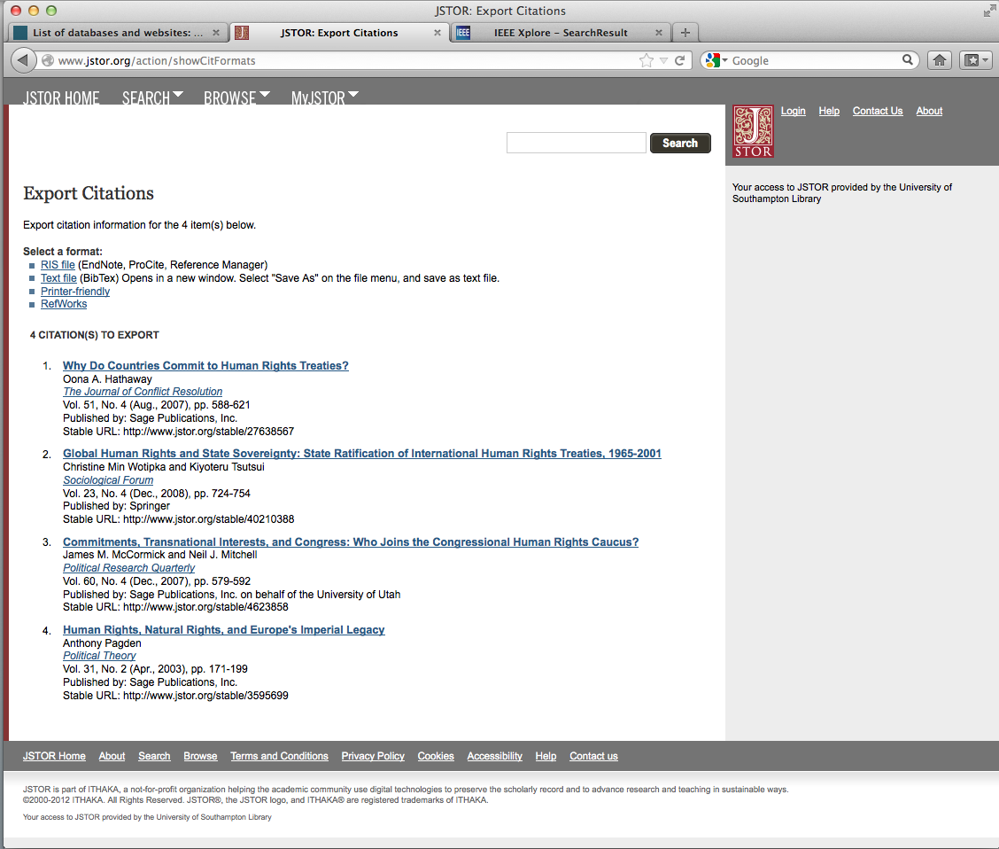 JSTOR: Export Citations
List of databases and websites: ...
JSTOR: Export Citations
IEEE
IEEE Xplore - SearchResult
www.jstor.org/action/showCitFormats
Google
JSTOR HOME
SEARCH
BROWSE
MyJSTOR
JSTOR
Login
Help
Contact Us
About
Search
Your access to JSTOR provided by the University of
Southampton Library
Export Citations
Export citation information for the 4 item(s) below.
Select a format:
RIS file (EndNote, ProCite, Reference Manager)
Text file (BibTex) Opens in a new window. Select "Save As" on the file menu, and save as text file.
Printer-friendly
RefWorks
4 CITATION(S) TO EXPORT
1. Why Do Countries Commit to Human Rights Treaties?
Oona A. Hathaway
The Journal of Conflict Resolution
Vol. 51, No. 4 (Aug., 2007), pp. 588-621
Published by: Sage Publications, Inc.
Stable URL: http://www.jstor.org/stable/27638567
2. Global Human Rights and State Sovereignty: State Ratification of International Human Rights Treaties, 1965-2001
Christine Min Wotipka and Kiyoteru Tsutsui
Sociological Forum
Vol. 23, No. 4 (Dec., 2008), pp. 724-754
Published by: Springer
Stable URL: http://www.jstor.org/stable/40210388
3. Commitments, Transnational Interests, and Congress: Who Joins the Congressional Human Rights Caucus?
James M. McCormick and Neil J. Mitchell
Political Research Quarterly
Vol. 60, No. 4 (Dec., 2007), pp. 579-592
Published by: Sage Publications, Inc. on behalf of the University of Utah
Stable URL: http://www.jstor.org/stable/4623858
4. Human Rights, Natural Rights, and Europe's Imperial Legacy
Anthony Pagden
Political Theory
Vol. 31, No. 2 (Apr., 2003), pp. 171-199
Published by: Sage Publications, Inc.
Stable URL: http://www.jstor.org/stable/3595699
JSTOR Home
About
Search
Browse
Terms and Conditions
Privacy Policy
Cookies
Accessibility
Help
Contact us
JSTOR is part of ITHAKA, a not-for-profit organization helping the academic community use digital technologies to preserve the scholarly record and to advance research and teaching in sustainable ways.
©2000-2012 ITHAKA. All Rights Reserved. JSTOR®, the JSTOR logo, and ITHAKA® are registered trademarks of ITHAKA.
Your access to JSTOR provided by the University of Southampton Library